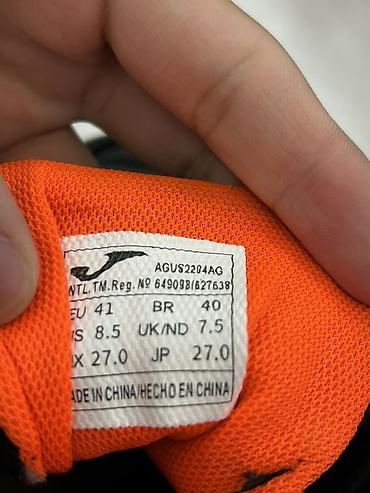 AGUS2204AG
NTL.TM.Reg. Nº 649098/627638
EU 41 BR 40
US 8.5 UK/ND 7.5
X 27.0 JP 27.0
ADE IN CHINA/HECHO EN CHINA